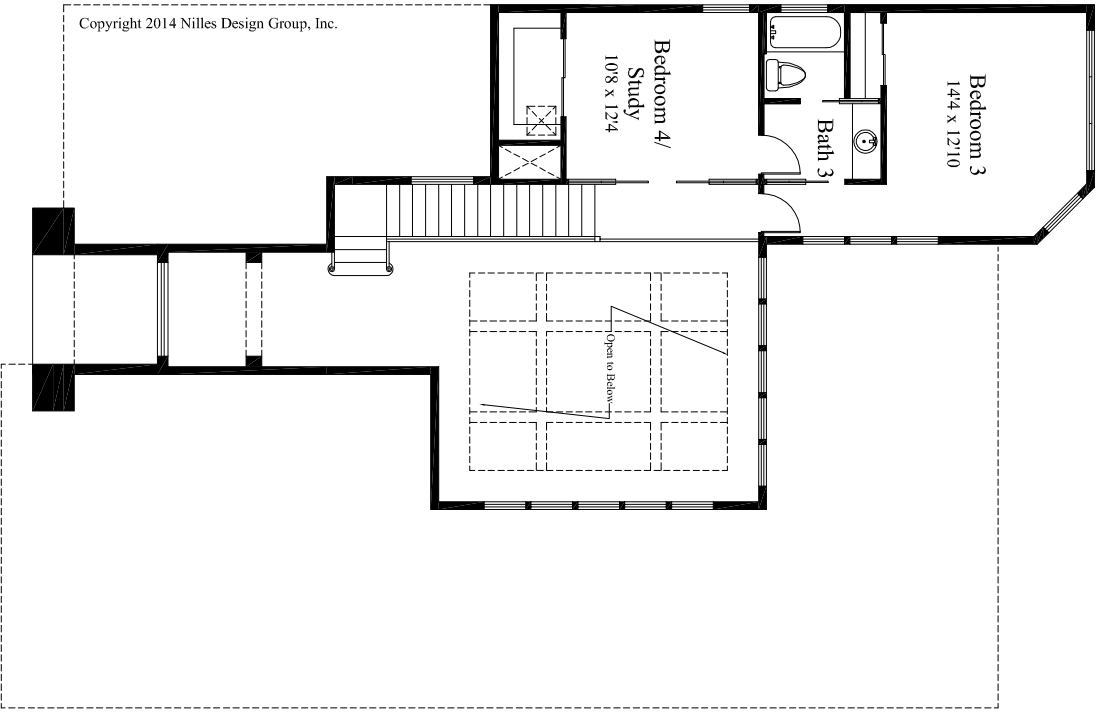 Copyright 2014 Nilles Design Group, Inc.
Bedroom 4/
Study
10'8 x 12'4
Bath 3
Bedroom 3
14'4 x 12'10
Open to Below